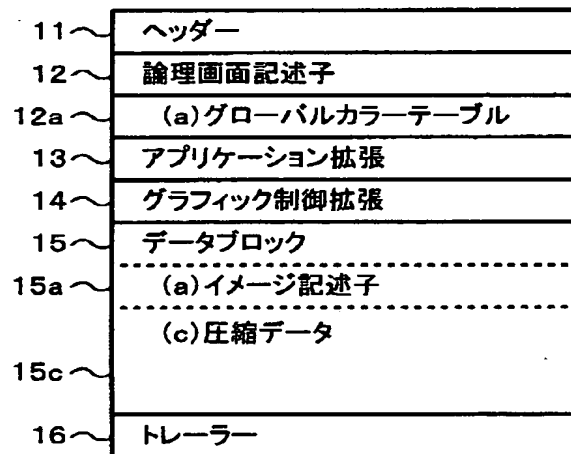 11 ヘッダー
12 論理画面記述子
12a (a)グローバルカラーテーブル
13 アプリケーション拡張
14 グラフィック制御拡張
15 データブロック
15a (a)イメージ記述子
(c)圧縮データ
15c
16 トレーラー